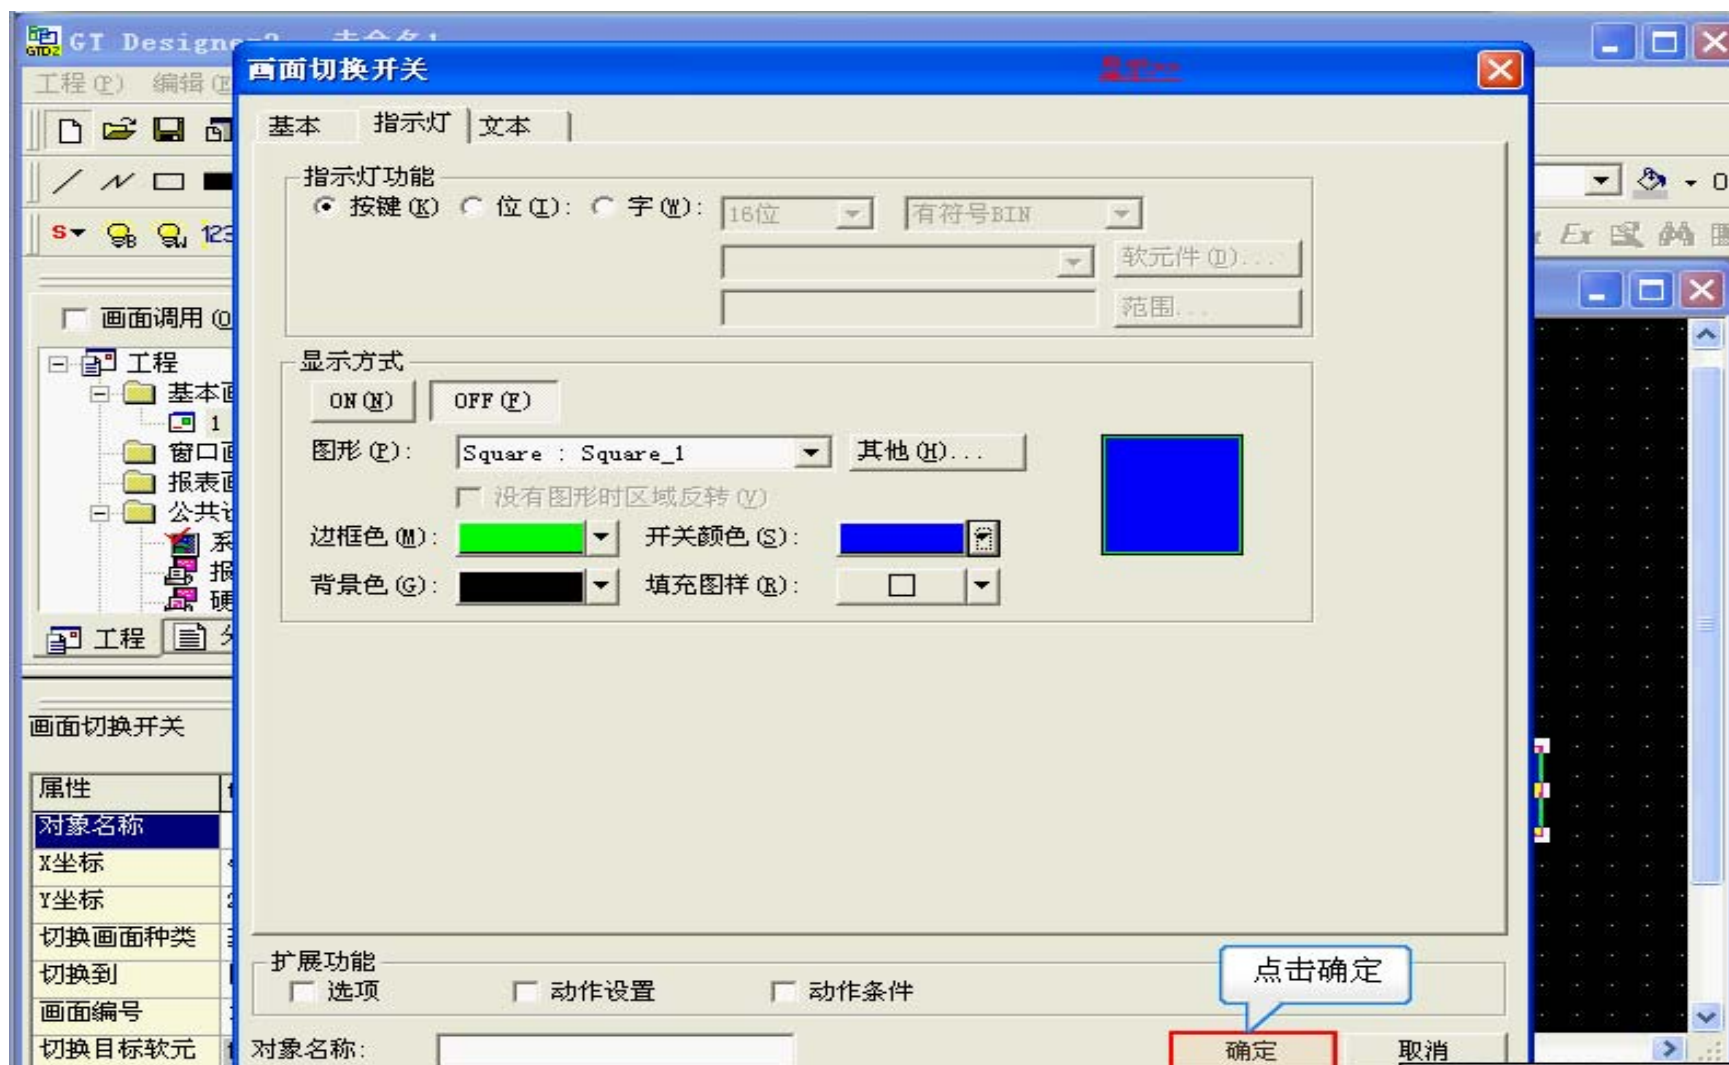 GT Designer2
工程(P) 编辑
画面切换开关
显示>>
基本 指示灯 文本
指示灯功能
按键(K) 位(I): 字(W): 16位 有符号BIN
软元件(D)...
范围...
S B W 123
Ex
画面调用
工程
基本
1
窗口
报表
公共
系
报
硬
工程
显示方式
ON(N) OFF(F)
图形(P): Square : Square_1 其他(H)...
没有图形时区域反转(V)
边框色(M): 开关颜色(S):
背景色(G): 填充图样(R):
画面切换开关
属性
对象名称
X坐标
Y坐标
切换画面种类
切换到
画面编号
切换目标软元
扩展功能
选项 动作设置 动作条件
点击确定
对象名称: 确定 取消